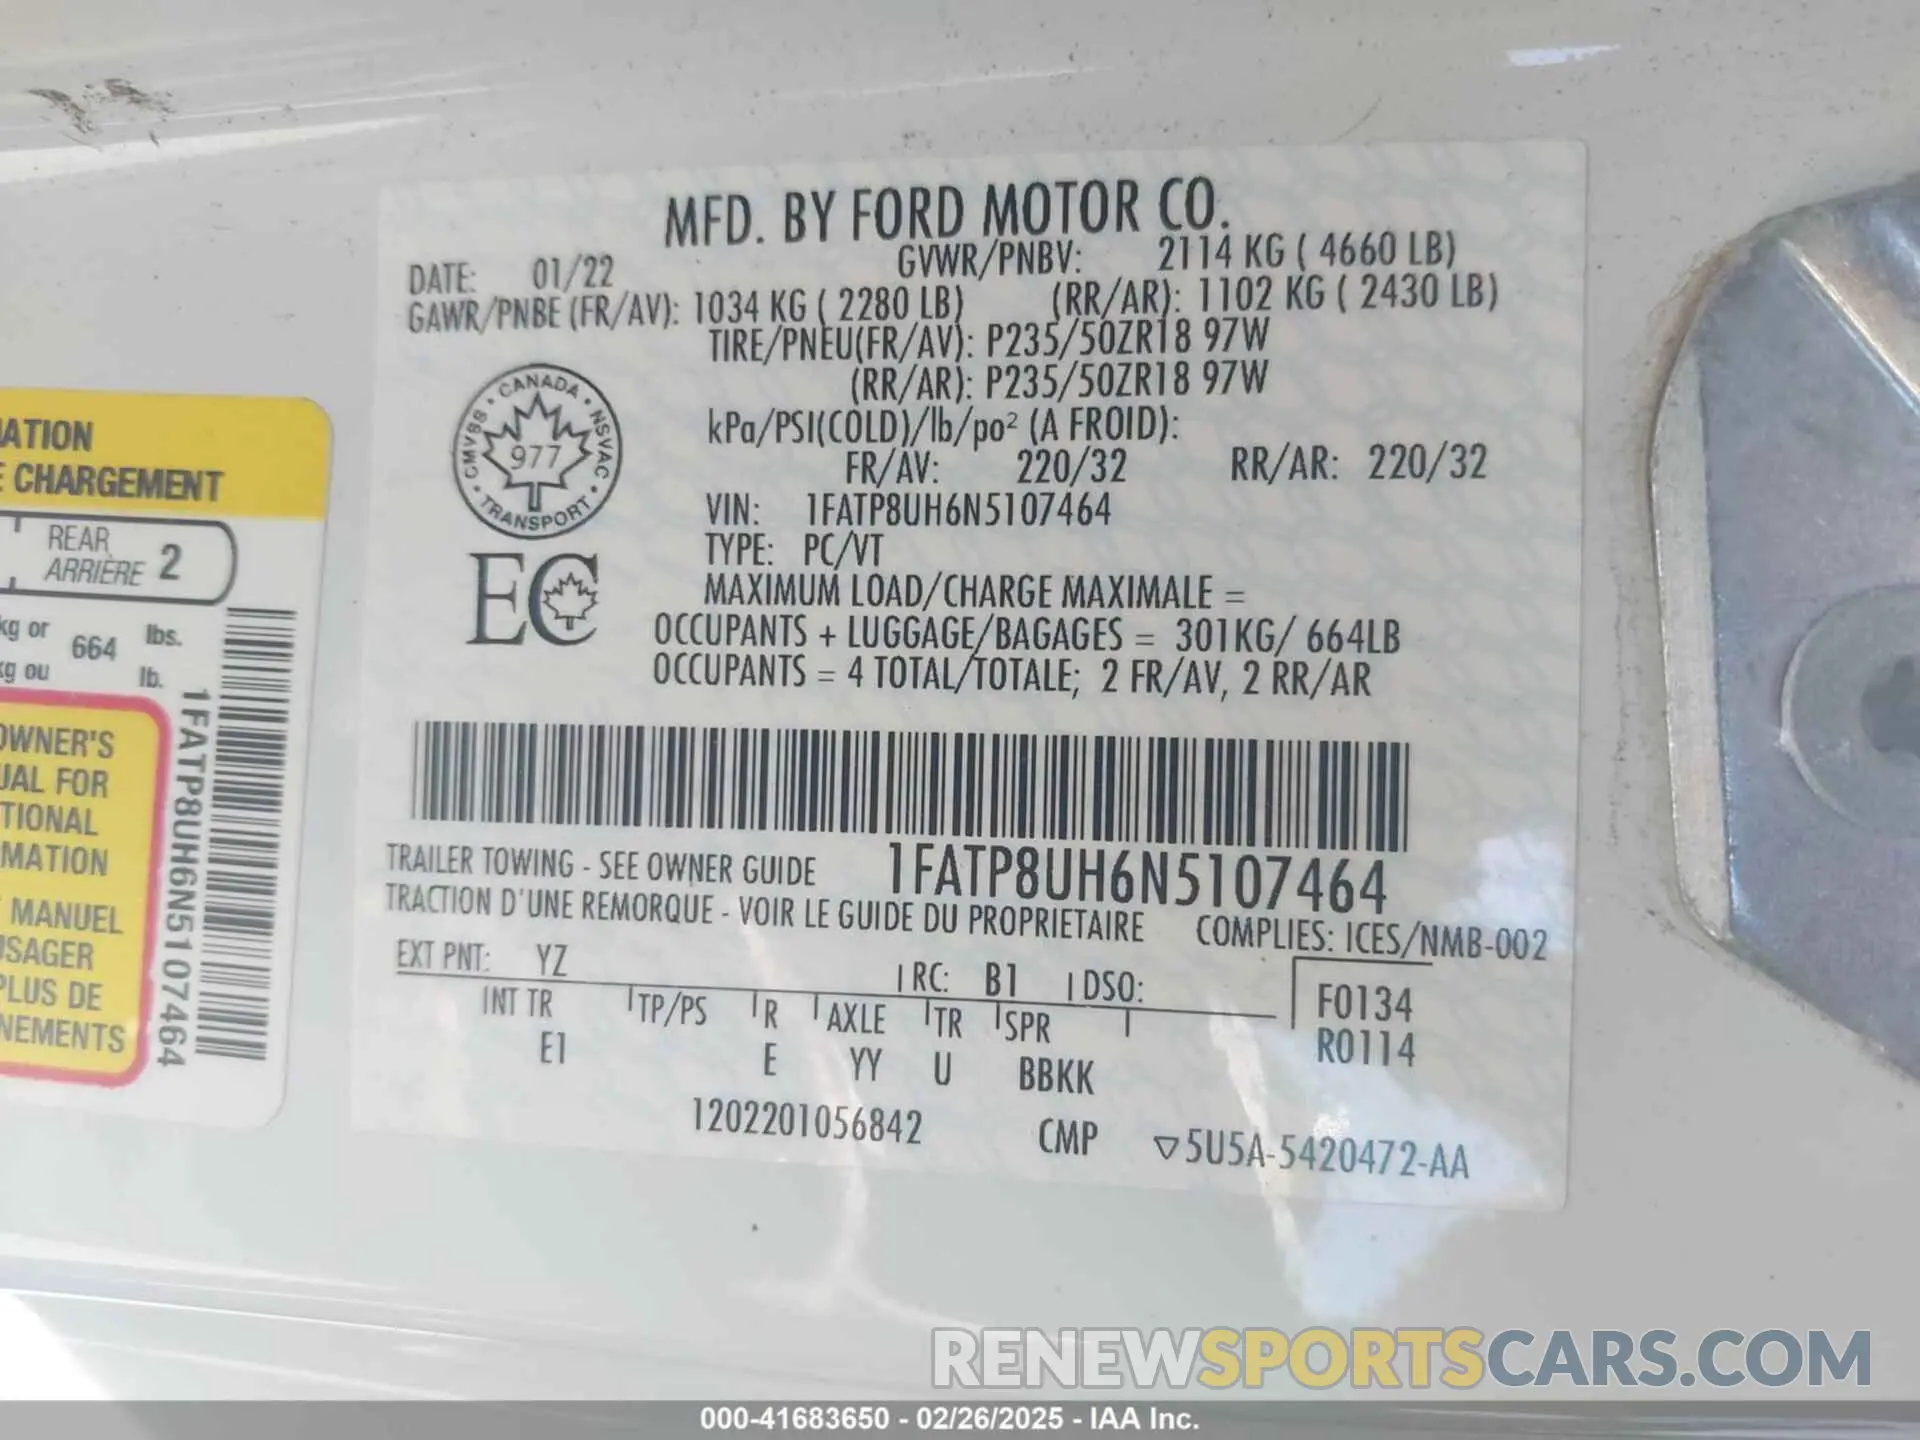 MFD. BY FORD MOTOR CO.
DATE: 01/22 GVWR/PNBV: 2114 KG ( 4660 LB)
GAWR/PNBE (FR/AV): 1034 KG ( 2280 LB) (RR/AR): 1102 KG ( 2430 LB)
TIRE/PNEU(FR/AV): P235/50ZR18 97W
(RR/AR): P235/50ZR18 97W
kPa/PSI(COLD)/lb/po² (A FROID):
FR/AV: 220/32 RR/AR: 220/32
VIN: 1FATP8UH6N5107464
TYPE: PC/VT
MAXIMUM LOAD/CHARGE MAXIMALE =
OCCUPANTS + LUGGAGE/BAGAGES = 301KG/ 664LB
OCCUPANTS = 4 TOTAL/TOTALE; 2 FR/AV, 2 RR/AR
CANADA • NSVAC • TRANSPORT • CMVSS •
977
EC
1FATP8UH6N5107464
TRAILER TOWING - SEE OWNER GUIDE
TRACTION D'UNE REMORQUE - VOIR LE GUIDE DU PROPRIETAIRE
COMPLIES: ICES/NMB-002
EXT PNT: YZ RC: B1 DSO:
INT TR TP/PS R AXLE TR SPR
E1 E YY U BBKK
F0134
R0114
1202201056842 CMP ▽5U5A-5420472-AA
CHARGEMENT
REAR
ARRIÈRE 2
kg or 664 lbs.
kg ou lb.
OWNER'S
FOR
MANUEL
PLUS DE
1FATP8UH6N5107464
RENEWSPORTSCARS.COM
000-41683650 - 02/26/2025 - IAA Inc.